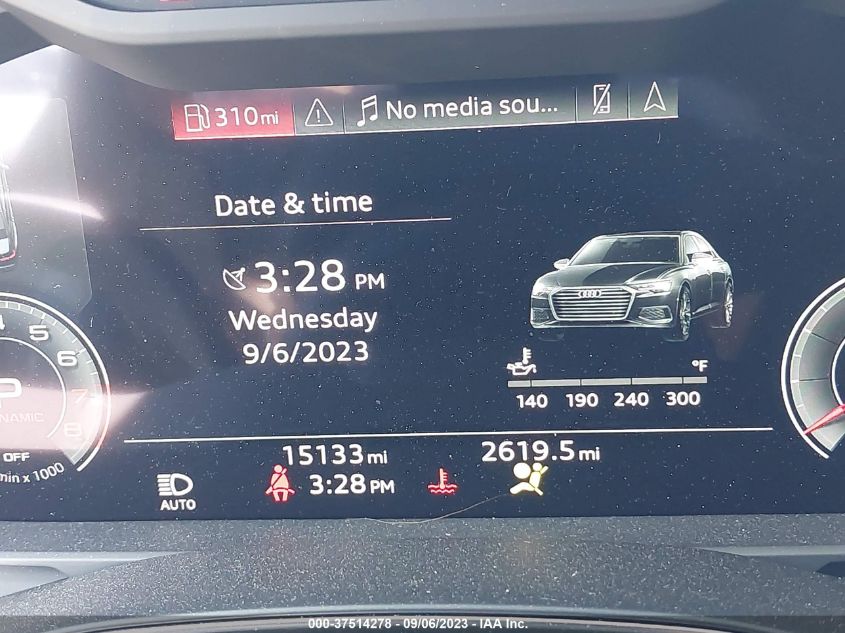 310 mi
No media sou...
Date & time
3:28 PM
Wednesday
9/6/2023
°F
140 190 240 300
15133 mi 2619.5 mi
AUTO
3:28 PM
5
6
7
8
P
OFF
min x 1000
000-37514278 - 09/06/2023 - IAA Inc.